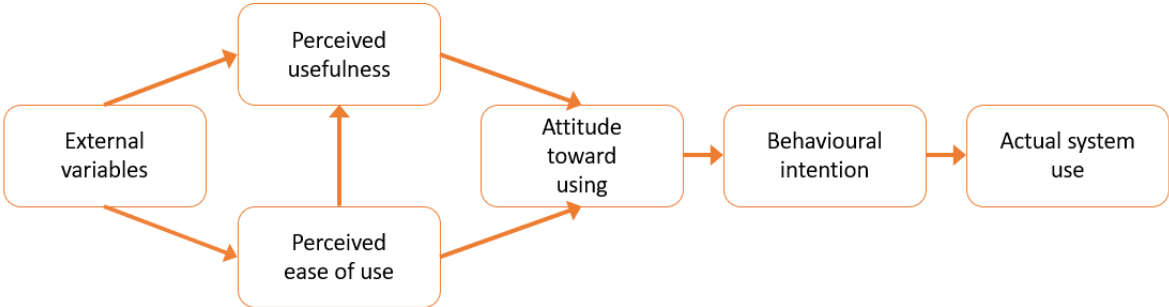 Perceived
usefulness
External
variables
Perceived
ease of use
Attitude
toward
using
Behavioural
intention
Actual system
use